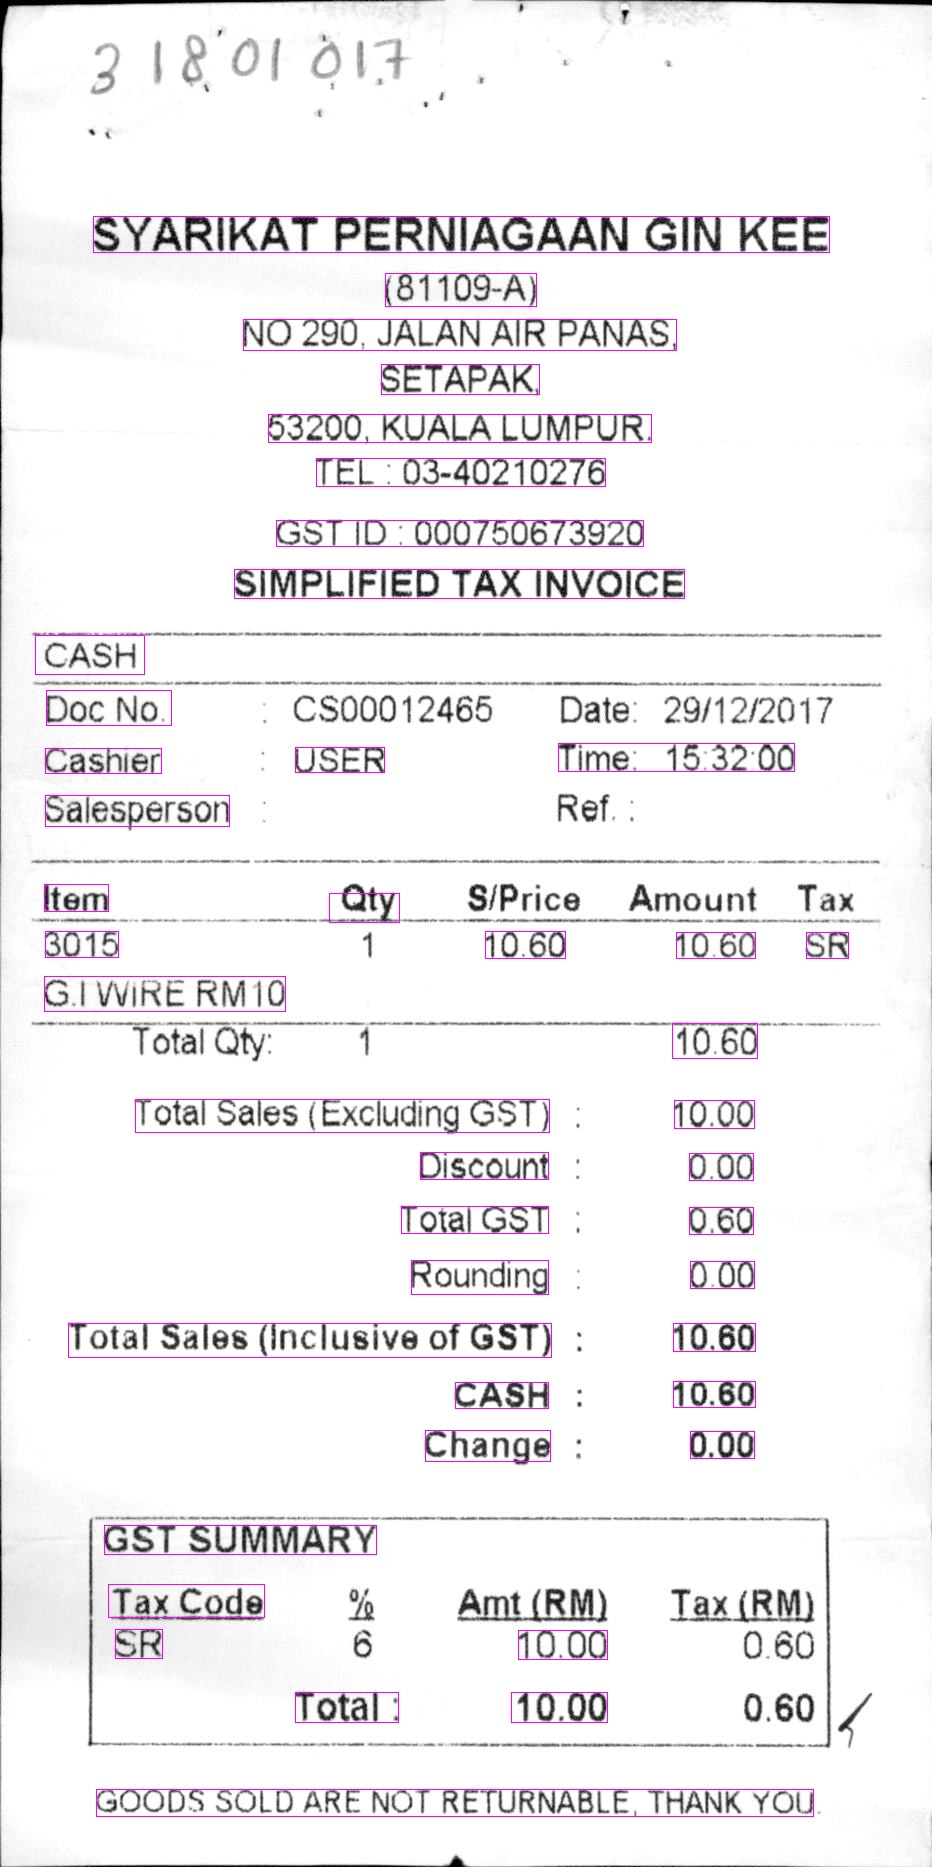 3 18 01 017
SYARIKAT PERNIAGAAN GIN KEE
(81109-A)
NO 290, JALAN AIR PANAS,
SETAPAK,
53200, KUALA LUMPUR.
TEL : 03-40210276
GST ID : 000750673920
SIMPLIFIED TAX INVOICE
CASH
Doc No. : CS00012465 Date: 29/12/2017
Cashier : USER Time: 15:32:00
Salesperson : Ref. :
Item Qty S/Price Amount Tax
3015 1 10.60 10.60 SR
G.I WIRE RM10
Total Qty: 1 10.60
Total Sales (Excluding GST) : 10.00
Discount : 0.00
Total GST : 0.60
Rounding : 0.00
Total Sales (Inclusive of GST) : 10.60
CASH : 10.60
Change : 0.00
GST SUMMARY
Tax Code % Amt (RM) Tax (RM)
SR 6 10.00 0.60
Total : 10.00 0.60
GOODS SOLD ARE NOT RETURNABLE, THANK YOU.